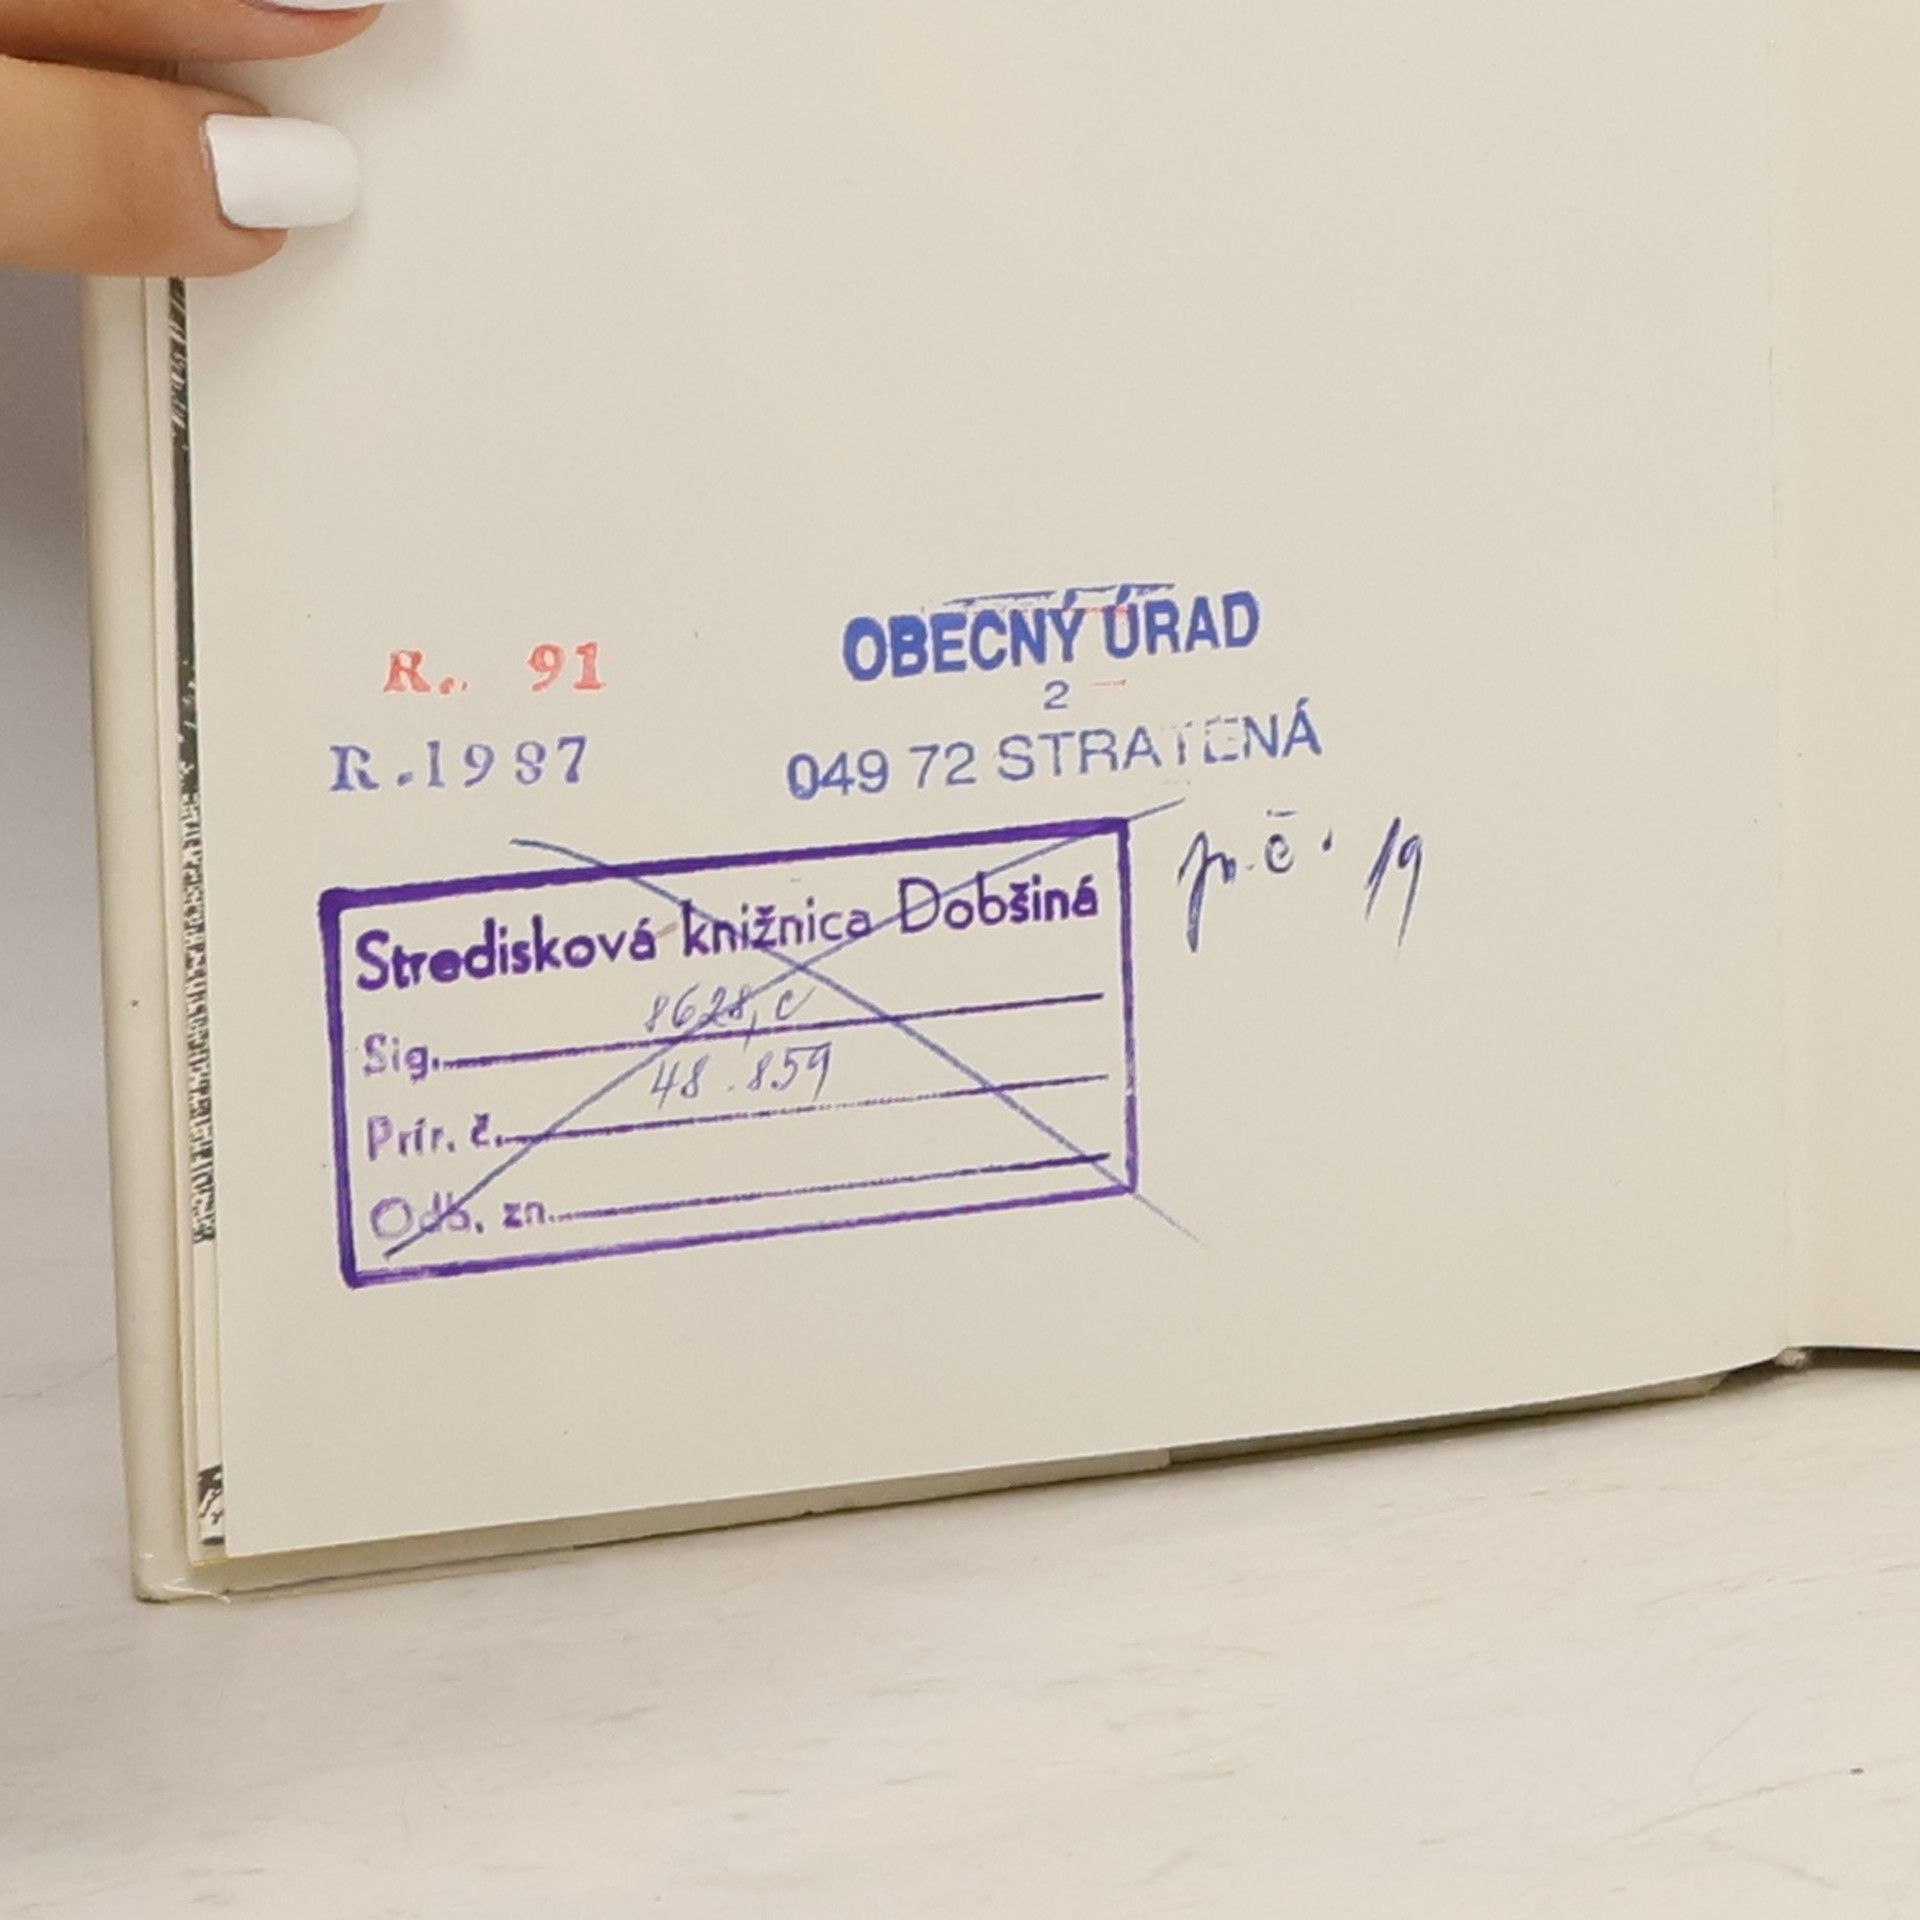 R. 91
OBECNÝ ÚRAD
2
R.1987
049 72 STRATENÁ
č. 19
Stredisková knižnica Dobšiná
8628, c
Sig.
48.859
Prír. č.
Odb. zn.